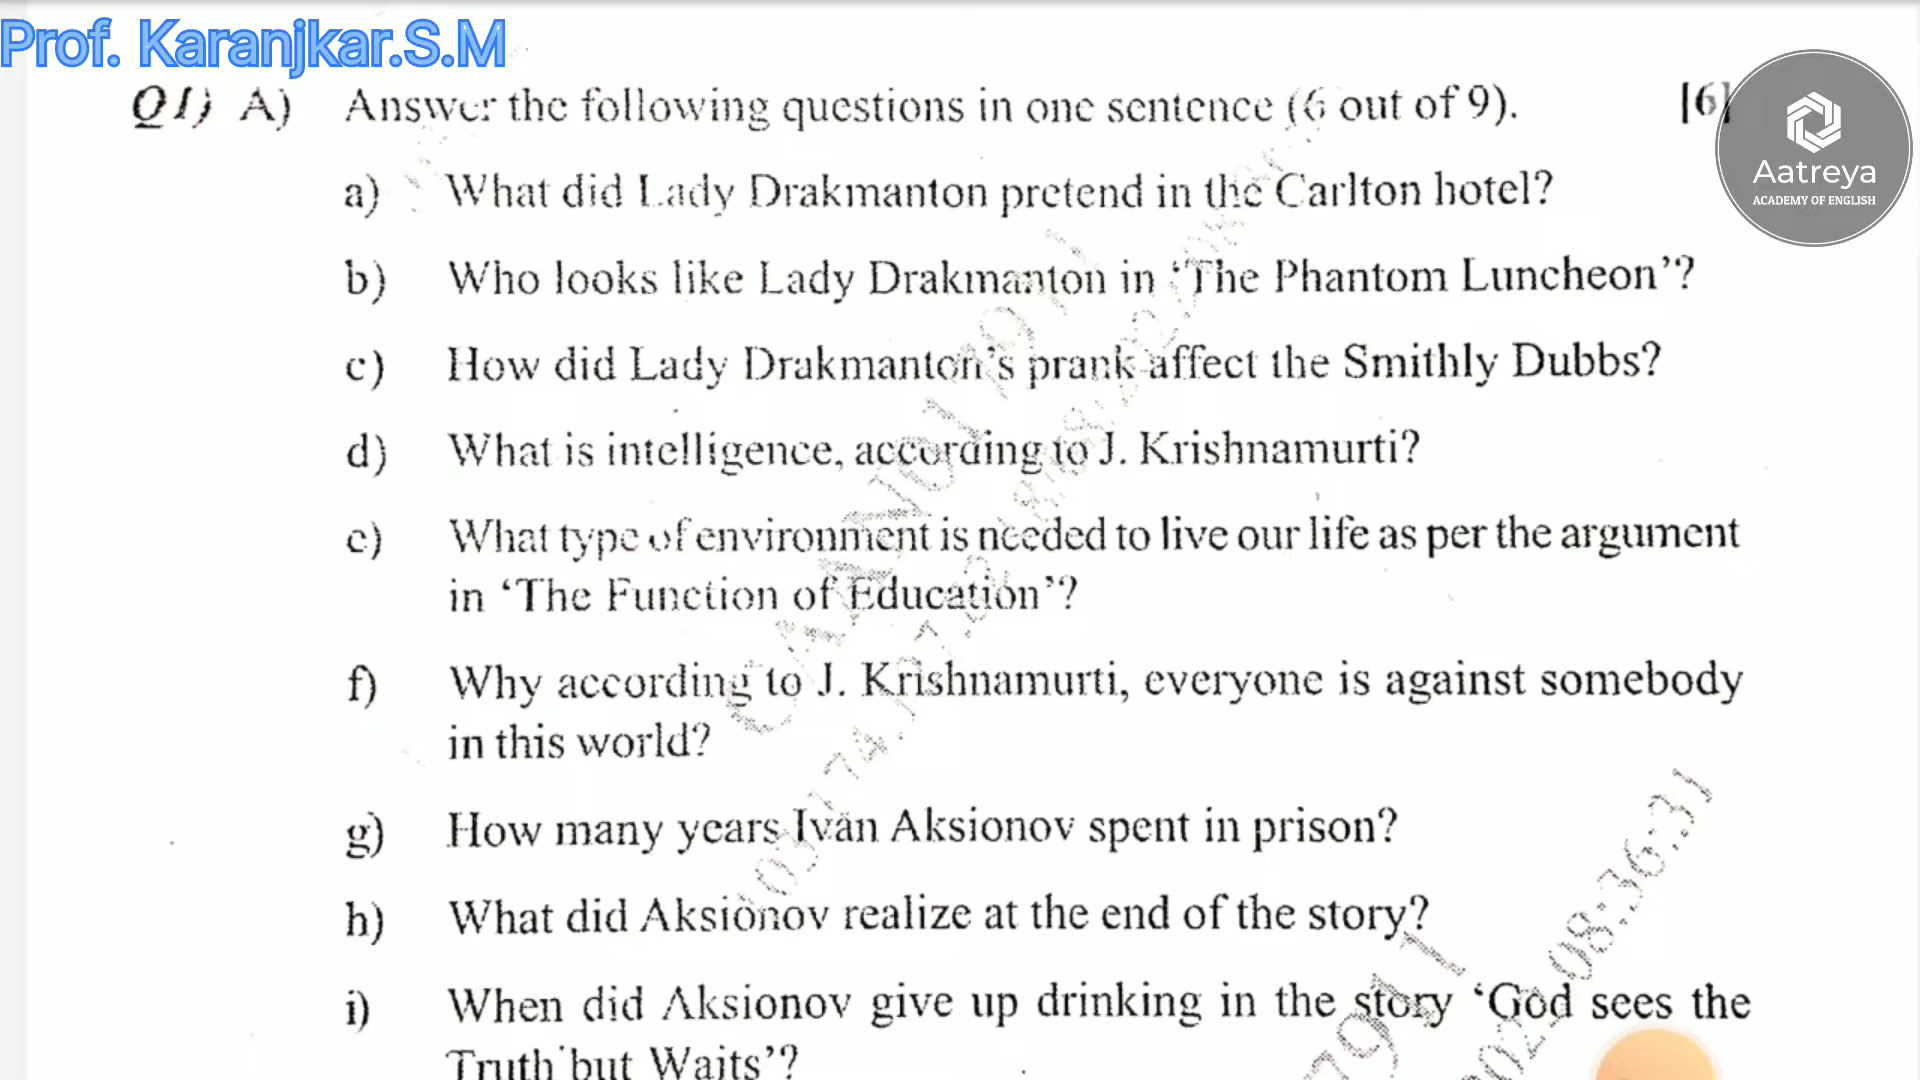 Prof. Karanjkar.S.M
Q1) A) Answer the following questions in one sentence (6 out of 9). [6]
Aatreya
ACADEMY OF ENGLISH
a) What did Lady Drakmanton pretend in the Carlton hotel?
b) Who looks like Lady Drakmanton in ‘The Phantom Luncheon’?
c) How did Lady Drakmanton’s prank affect the Smithly Dubbs?
d) What is intelligence, according to J. Krishnamurti?
e) What type of environment is needed to live our life as per the argument
in ‘The Function of Education’?
f) Why according to J. Krishnamurti, everyone is against somebody
in this world?
g) How many years Ivan Aksionov spent in prison?
h) What did Aksionov realize at the end of the story?
i) When did Aksionov give up drinking in the story ‘God sees the
Truth but Waits’?
08:36:31